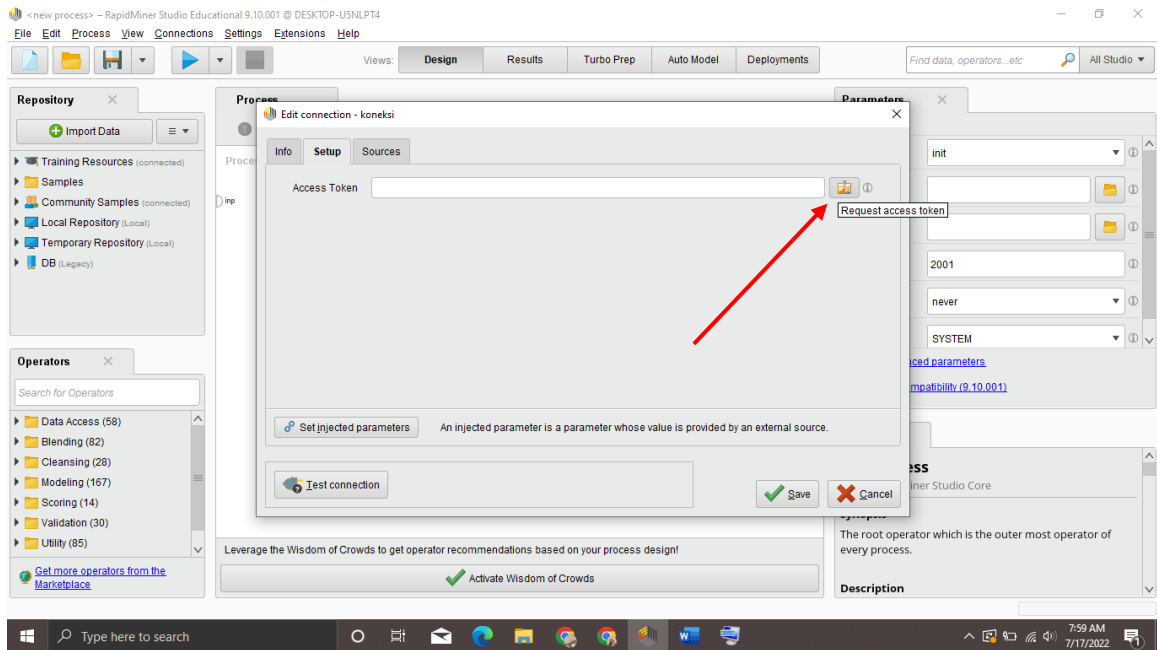 <new process> – RapidMiner Studio Educational 9.10.001 @ DESKTOP-U5NLPT4
File Edit Process View Connections Settings Extensions Help
Views: Design Results Turbo Prep Auto Model Deployments
Find data, operators...etc
All Studio
Repository
Import Data
Training Resources (connected)
Samples
Community Samples (connected)
Local Repository (Local)
Temporary Repository (Local)
DB (Legacy)
Operators
Search for Operators
Data Access (58)
Blending (82)
Cleansing (28)
Modeling (167)
Scoring (14)
Validation (30)
Utility (85)
Get more operators from the
Marketplace
Process
Proce
inp
Edit connection - koneksi
Info Setup Sources
Access Token
Request access token
Set injected parameters
An injected parameter is a parameter whose value is provided by an external source.
Test connection
Save
Cancel
Leverage the Wisdom of Crowds to get operator recommendations based on your process design!
Activate Wisdom of Crowds
Parameters
init
2001
never
SYSTEM
ced parameters
mpatibility (9.10.001)
ess
iner Studio Core
Synopsis
The root operator which is the outer most operator of
every process.
Description
Type here to search
7:59 AM
7/17/2022
1